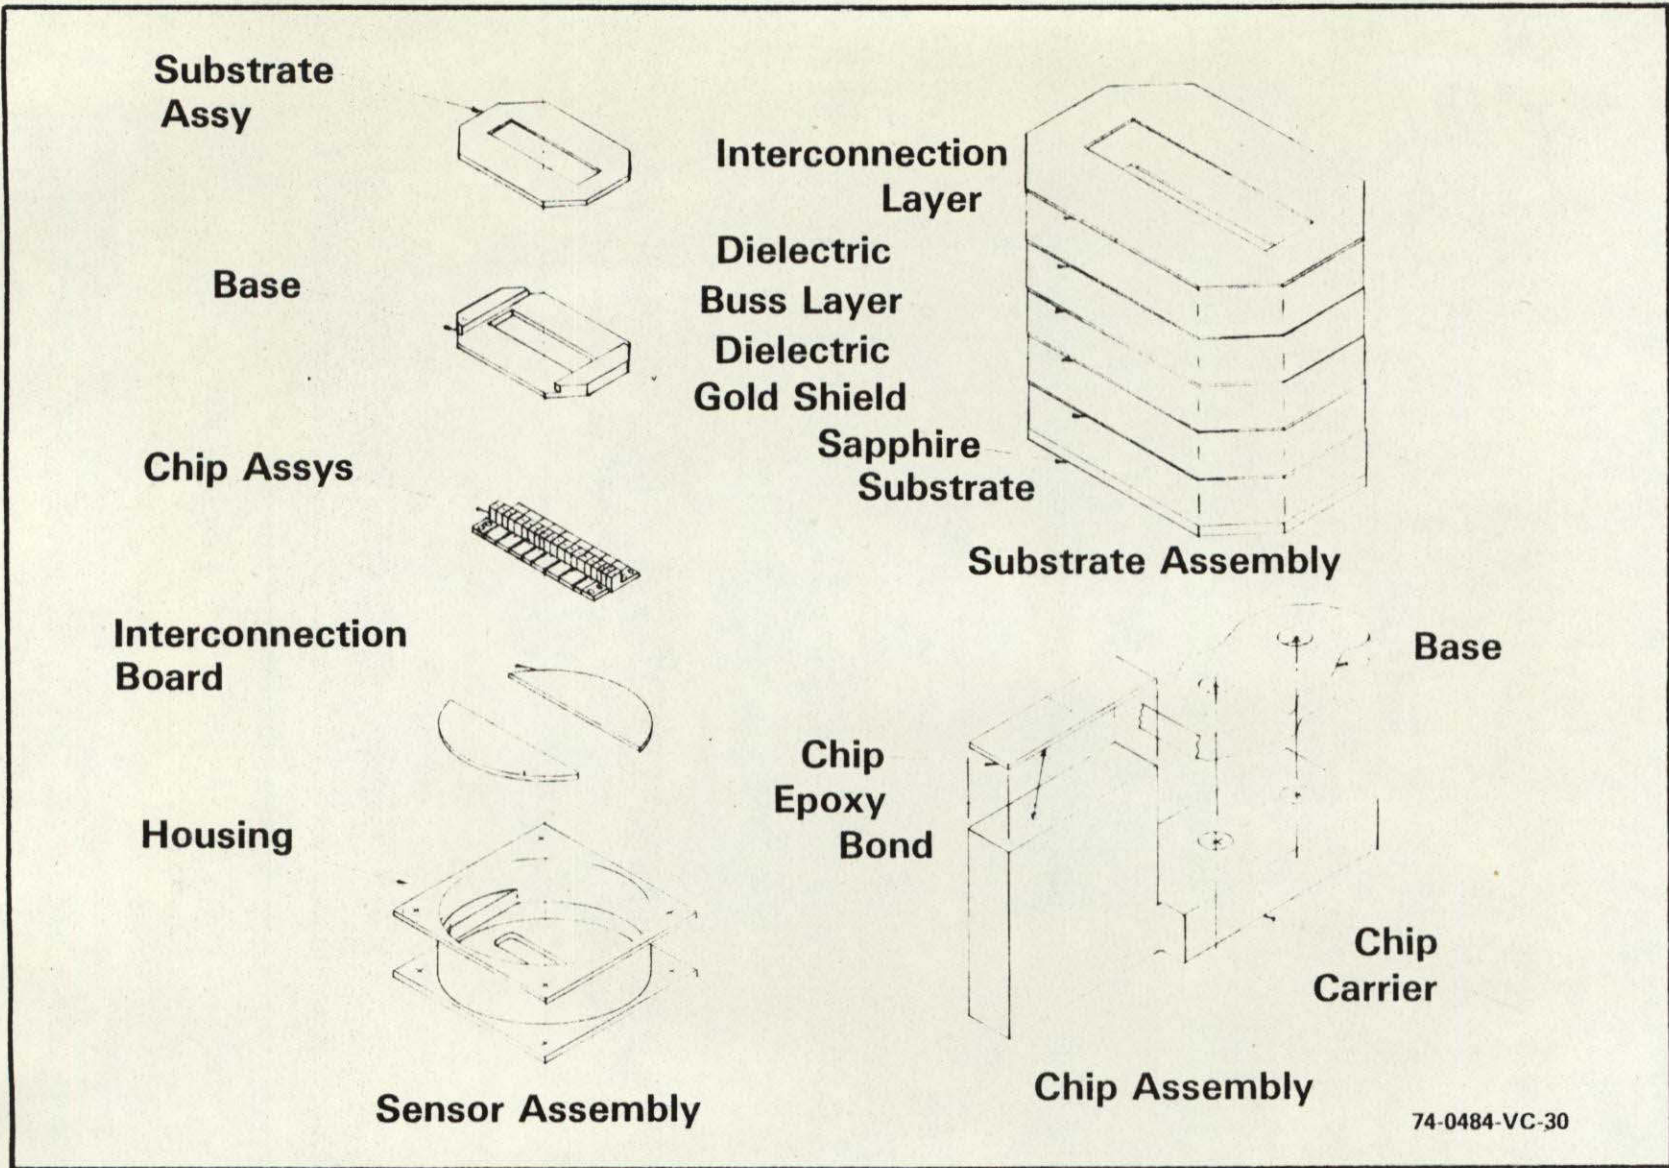 Substrate
Assy
Base
Chip Assys
Interconnection
Board
Housing
Sensor Assembly
Interconnection
Layer
Dielectric
Buss Layer
Dielectric
Gold Shield
Sapphire
Substrate
Substrate Assembly
Base
Chip
Epoxy
Bond
Chip
Carrier
Chip Assembly
74-0484-VC-30